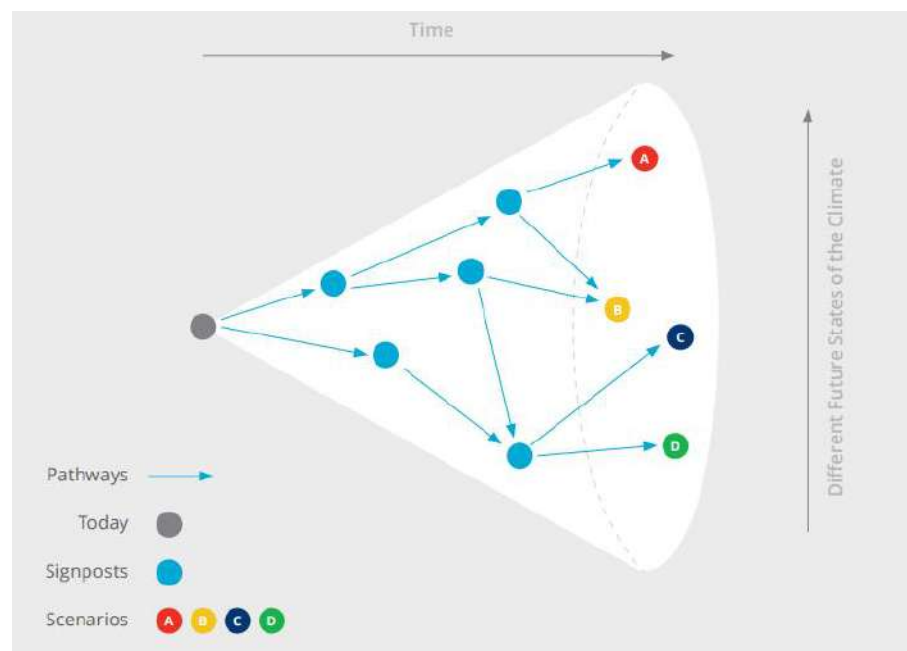 Time
Different Future States of the Climate
A
B
C
D
Pathways
Today
Signposts
Scenarios A B C D